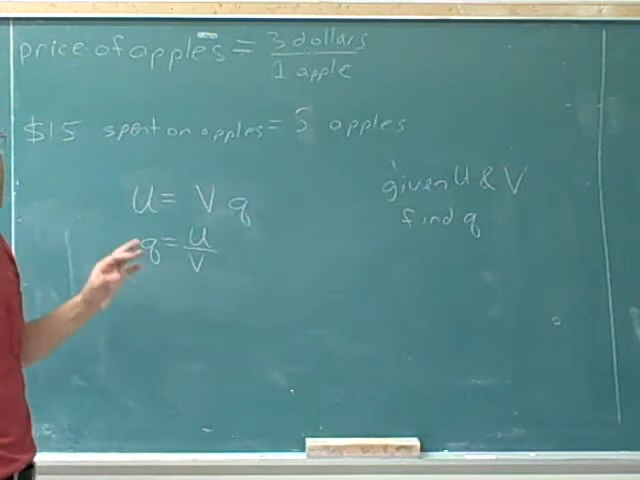 price of apples = 3 dollars / 1 apple
$15 spent on apples = 5 apples
U = V q
q = U / V
given U & V
find q